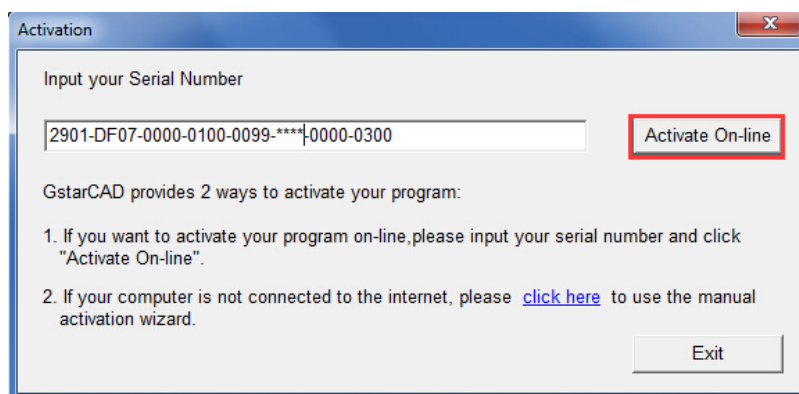 Activation
Input your Serial Number
2901-DF07-0000-0100-0099-****-0000-0300
Activate On-line
GstarCAD provides 2 ways to activate your program:
1. If you want to activate your program on-line,please input your serial number and click
"Activate On-line".
2. If your computer is not connected to the internet, please click here to use the manual
activation wizard.
Exit